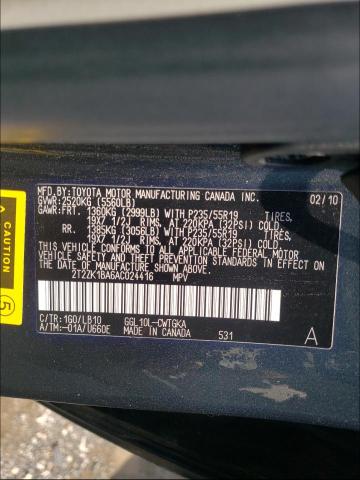 MFD.BY:TOYOTA MOTOR MANUFACTURING CANADA INC. 02/10
GVWR:2520KG (5560LB)
GAWR:FRT. 1360KG (2999LB) WITH P235/55R19 TIRES,
19X7 1/2J RIMS, AT 220KPA (32PSI) COLD
RR. 1385KG (3056LB) WITH P235/55R19 TIRES,
19X7 1/2J RIMS, AT 220KPA (32PSI) COLD
THIS VEHICLE CONFORMS TO ALL APPLICABLE FEDERAL MOTOR
VEHICLE SAFETY, BUMPER, AND THEFT PREVENTION STANDARDS IN
EFFECT ON THE DATE OF MANUFACTURE SHOWN ABOVE.
2T2ZK1BA6AC024416 MPV
C/TR:1G0/LB10 GGL10L-CWTGKA
A/TM:-01A/U660E MADE IN CANADA 531 A
CAUTION